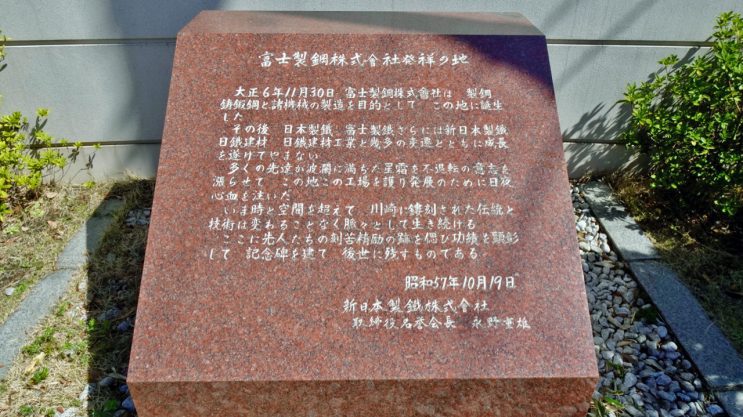 富士製鋼株式會社発祥の地
大正6年11月30日 富士製鋼株式會社は 製鋼
鋳鍛鋼と諸機械の製造を目的として この地に誕生
した
その後 日本製鐵 富士製鐵さらには新日本製鐵
日鐵建材 日鐵建材工業と幾多の変遷とともに成長
を遂げてやまない
多くの先達が波瀾に満ちた星霜を不退転の意志を
漲らせて この地この工場を護り発展のために日夜
心血を注いだ
いま時と空間を超えて 川崎に鏤刻された伝統と
技術は変わることなく脈々として生き続ける
ここに先人たちの刻苦精励の跡を偲び功績を顕彰
して 記念碑を建て 後世に残すものである
昭和57年10月19日
新日本製鐵株式会社
取締役名誉会長 永野重雄